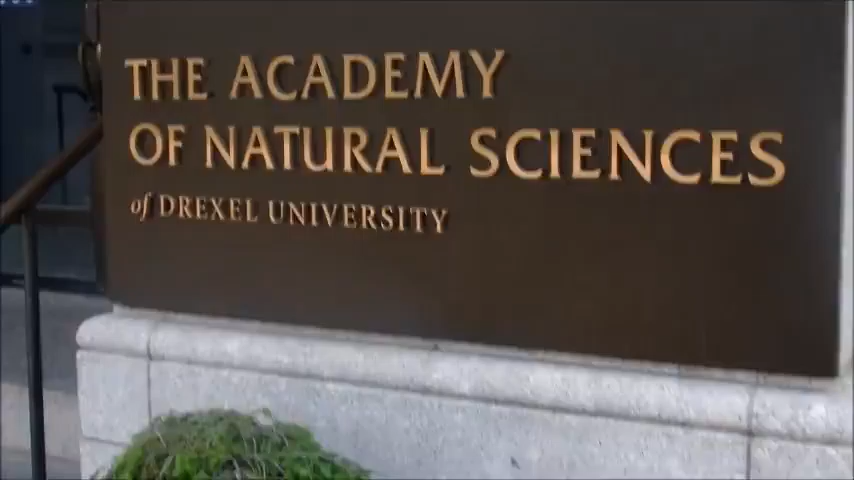 THE ACADEMY
OF NATURAL SCIENCES
of DREXEL UNIVERSITY